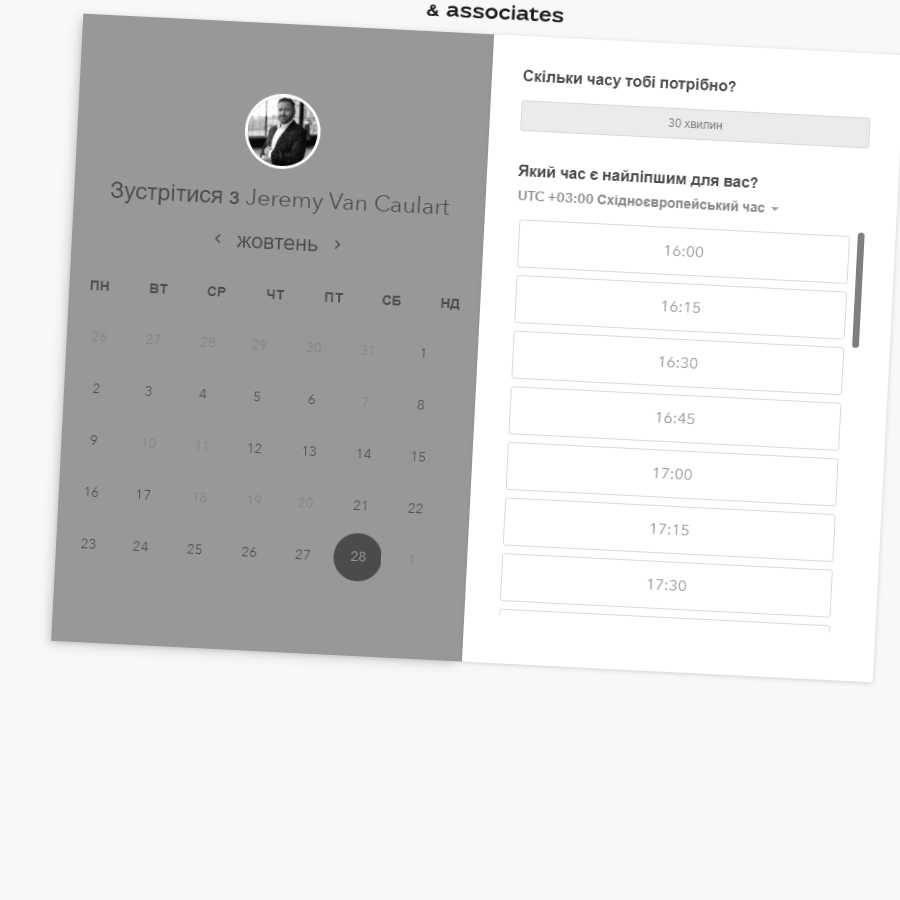 & associates
Зустрітися з Jeremy Van Caulart
жовтень
ПН ВТ СР ЧТ ПТ СБ НД
26 27 28 29 30 31 1
2 3 4 5 6 7 8
9 10 11 12 13 14 15
16 17 18 19 20 21 22
23 24 25 26 27 28 1
Скільки часу тобі потрібно?
30 хвилин
Який час є найліпшим для вас?
UTC +03:00 Східноєвропейський час
16:00
16:15
16:30
16:45
17:00
17:15
17:30